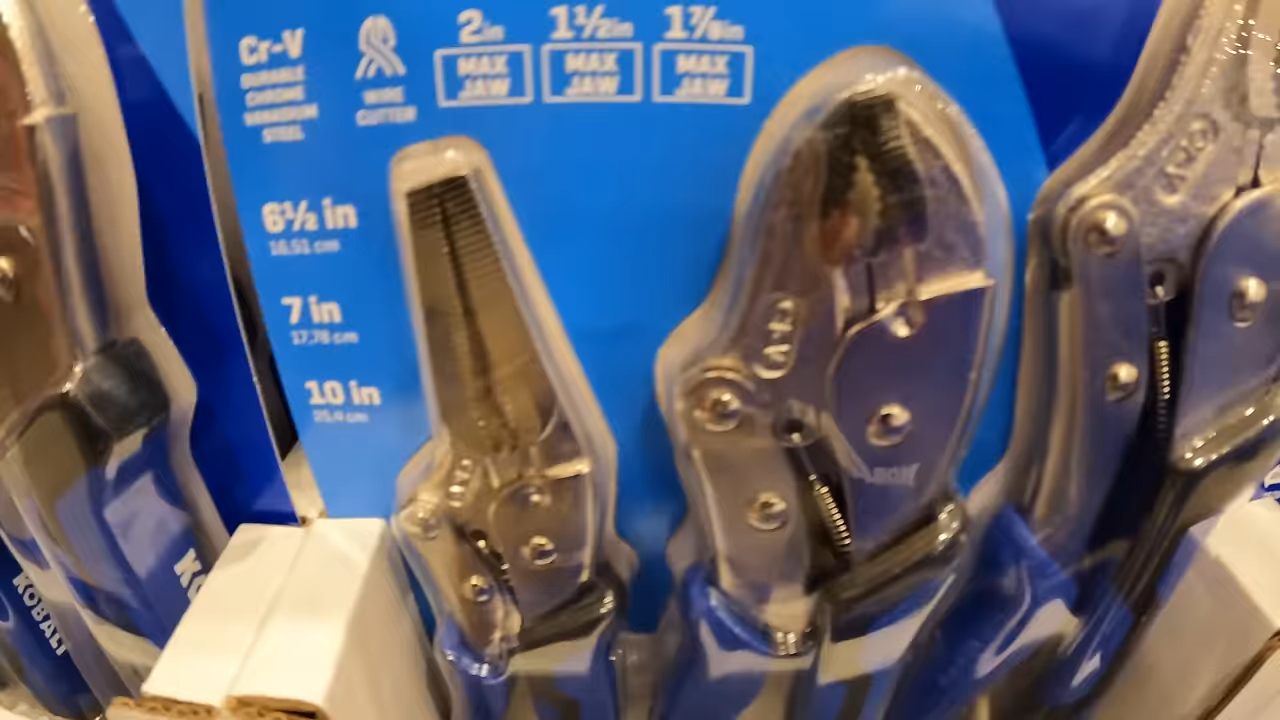 Cr-V
DURABLE
CHROME
VANADIUM
STEEL
WIRE
CUTTER
2in
MAX
JAW
1½in
MAX
JAW
1⅞in
MAX
JAW
6½ in
16,51 cm
7 in
17,78 cm
10 in
25,4 cm
KOBALT